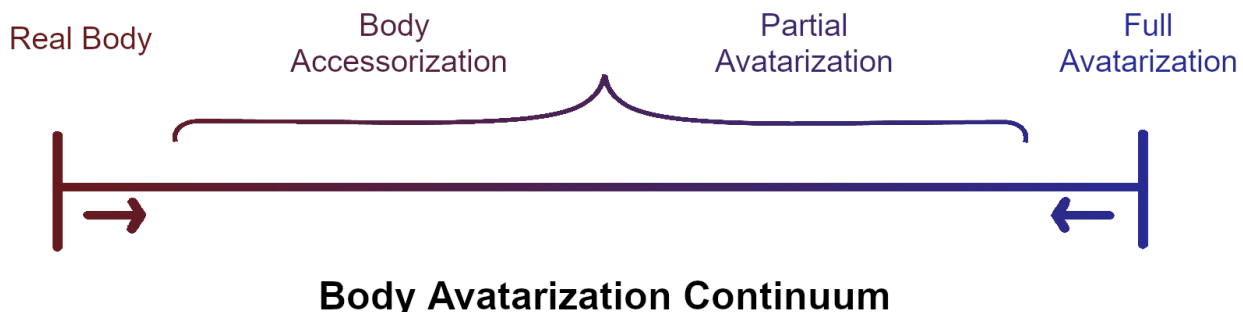 Real Body
Body
Accessorization
Partial
Avatarization
Full
Avatarization
Body Avatarization Continuum